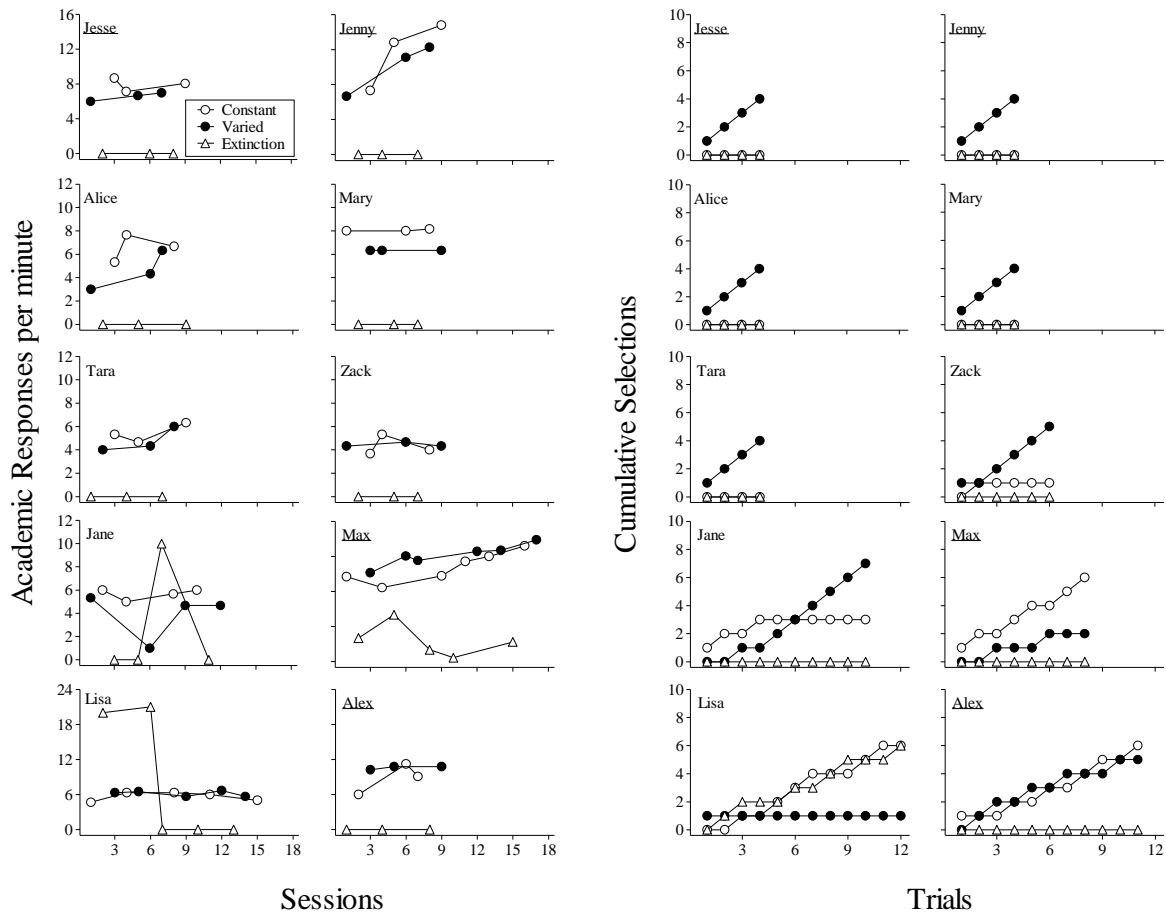 Academic Responses per minute
Jesse
16
12
8
4
0
Constant
Varied
Extinction
Jenny
Alice
12
10
8
6
4
2
0
Mary
Tara
12
10
8
6
4
2
0
Zack
Jane
12
10
8
6
4
2
0
Max
Lisa
24
18
12
6
0
3 6 9 12 15 18
Alex
3 6 9 12 15 18
Sessions
Cumulative Selections
Jesse
10
8
6
4
2
0
Jenny
Alice
10
8
6
4
2
0
Mary
Tara
10
8
6
4
2
0
Zack
Jane
10
8
6
4
2
0
Max
Lisa
10
8
6
4
2
0
3 6 9 12
Alex
3 6 9 12
Trials